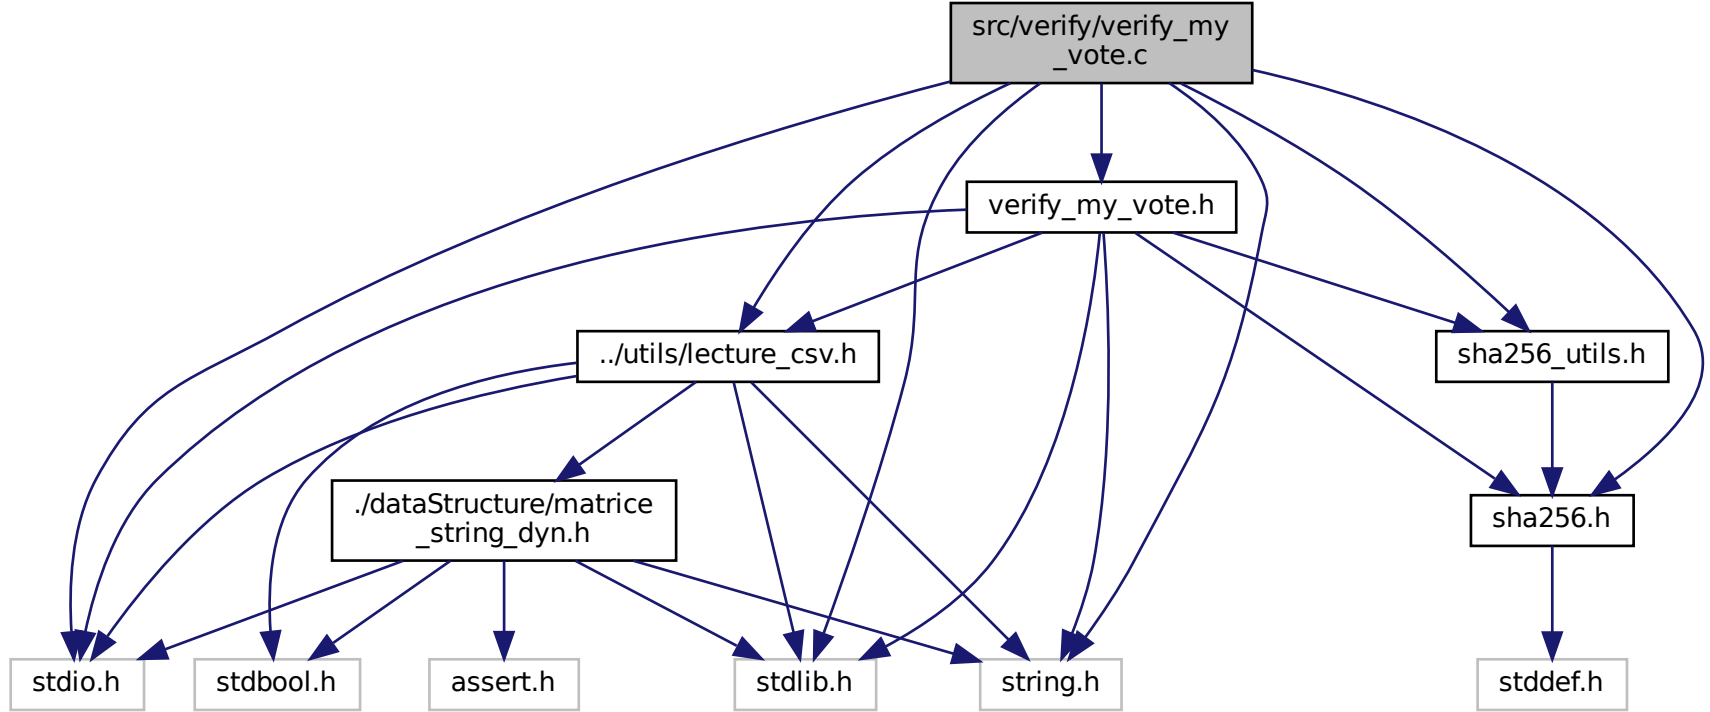 src/verify/verify_my
_vote.c
verify_my_vote.h
../utils/lecture_csv.h
sha256_utils.h
./dataStructure/matrice
_string_dyn.h
sha256.h
stdio.h
stdbool.h
assert.h
stdlib.h
string.h
stddef.h